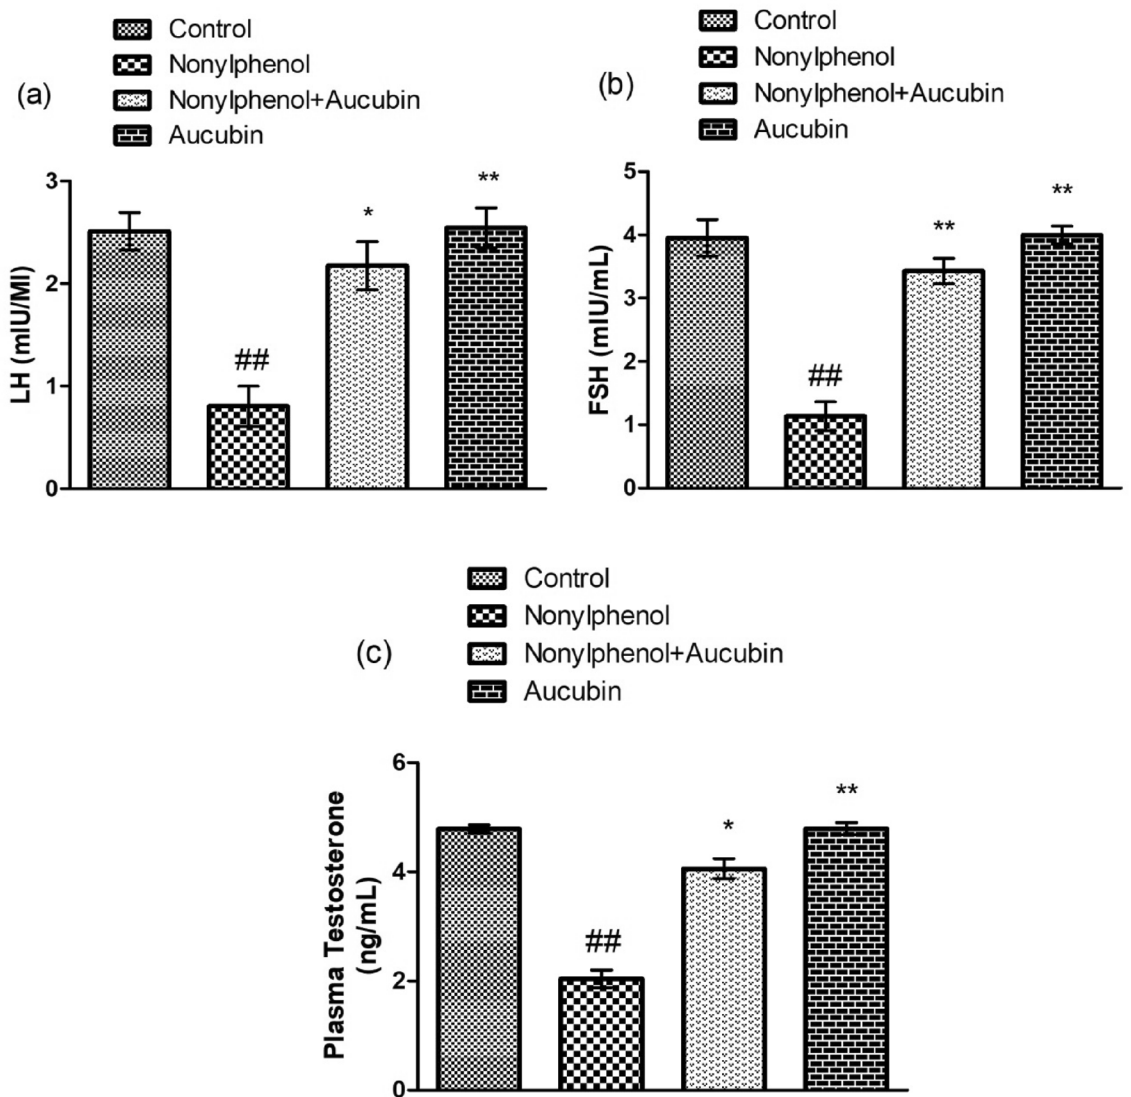 (a)
Control
Nonylphenol
Nonylphenol+Aucubin
Aucubin
LH (mIU/Ml)
3
2
1
0
##
*
**
(b)
Control
Nonylphenol
Nonylphenol+Aucubin
Aucubin
FSH (mIU/mL)
5
4
3
2
1
0
##
**
**
(c)
Control
Nonylphenol
Nonylphenol+Aucubin
Aucubin
Plasma Testosterone
(ng/mL)
6
4
2
0
##
*
**